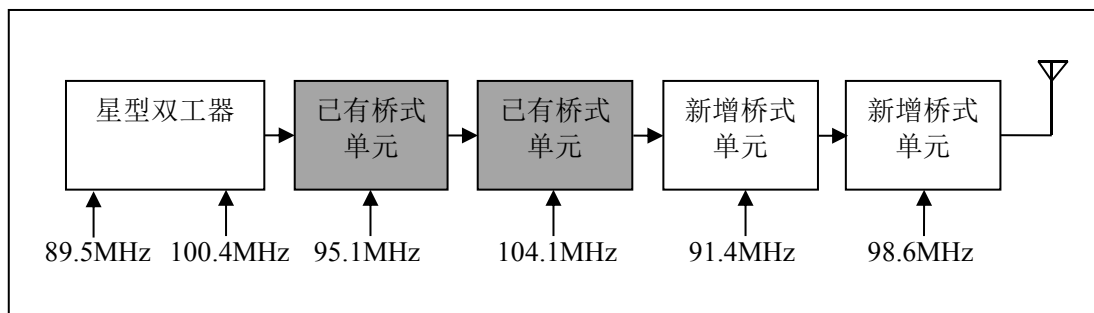 星型双工器
已有桥式
单元
已有桥式
单元
新增桥式
单元
新增桥式
单元
89.5MHz
100.4MHz
95.1MHz
104.1MHz
91.4MHz
98.6MHz